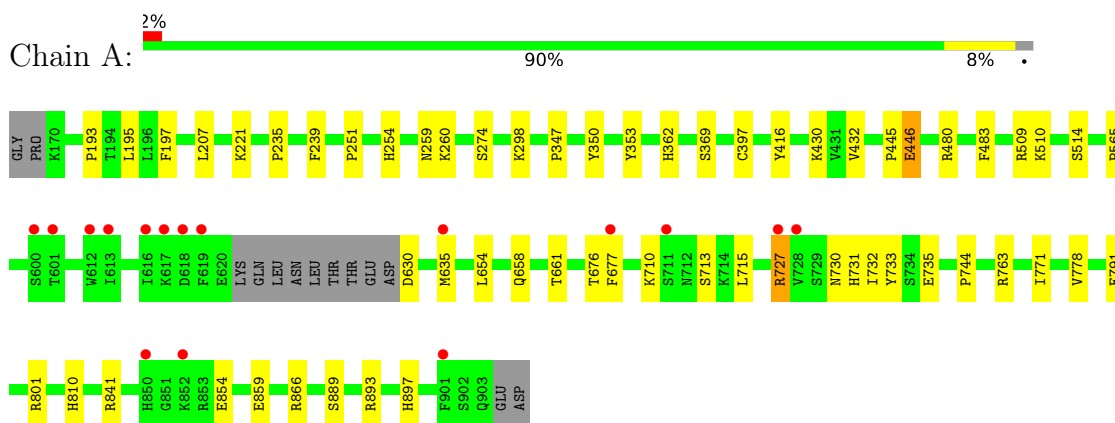 2%
Chain A:
90% 8% •
GLY PRO K170 P193 T194 L195 L196 F197 L207 K221 P235 F239 P251 H254 N259 K260 S274 K298 P347 Y350 Y353 H362 S369 C397 Y416 K430 V431 V432 P445 E446 R480 F483 R509 K510 S514
S600 T601 W612 I613 I616 K617 D618 F619 E620 LYS GLN LEU ASN LEU THR THR GLU ASP D630 M635 L654 Q658 T661 T676 F677 K710 S711 N712 S713 K714 L715 R727 V728 S729 N730 H731 I732 Y733 S734 E735 P744 R763 I771 V778
R801 H810 R841 H850 G851 K852 R853 E854 E859 R866 S889 R893 H897 F901 S902 Q903 GLU ASP